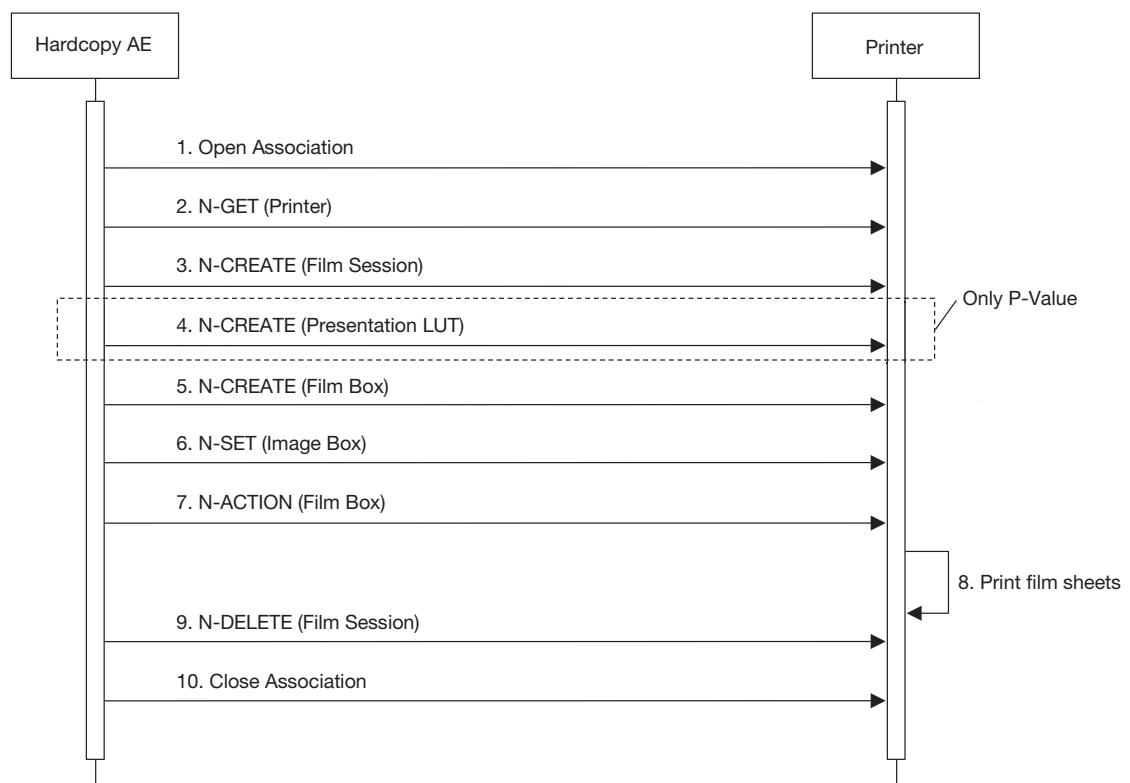 Hardcopy AE
Printer
1. Open Association
2. N-GET (Printer)
3. N-CREATE (Film Session)
Only P-Value
4. N-CREATE (Presentation LUT)
5. N-CREATE (Film Box)
6. N-SET (Image Box)
7. N-ACTION (Film Box)
8. Print film sheets
9. N-DELETE (Film Session)
10. Close Association